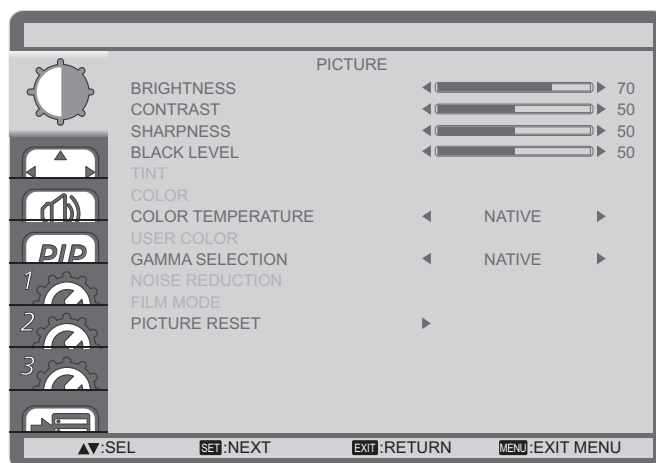 PICTURE
BRIGHTNESS 70
CONTRAST 50
SHARPNESS 50
BLACK LEVEL 50
TINT
COLOR
COLOR TEMPERATURE NATIVE
USER COLOR
GAMMA SELECTION NATIVE
NOISE REDUCTION
FILM MODE
PICTURE RESET
PIP
1
2
3
▲▼:SEL SET:NEXT EXIT:RETURN MENU:EXIT MENU